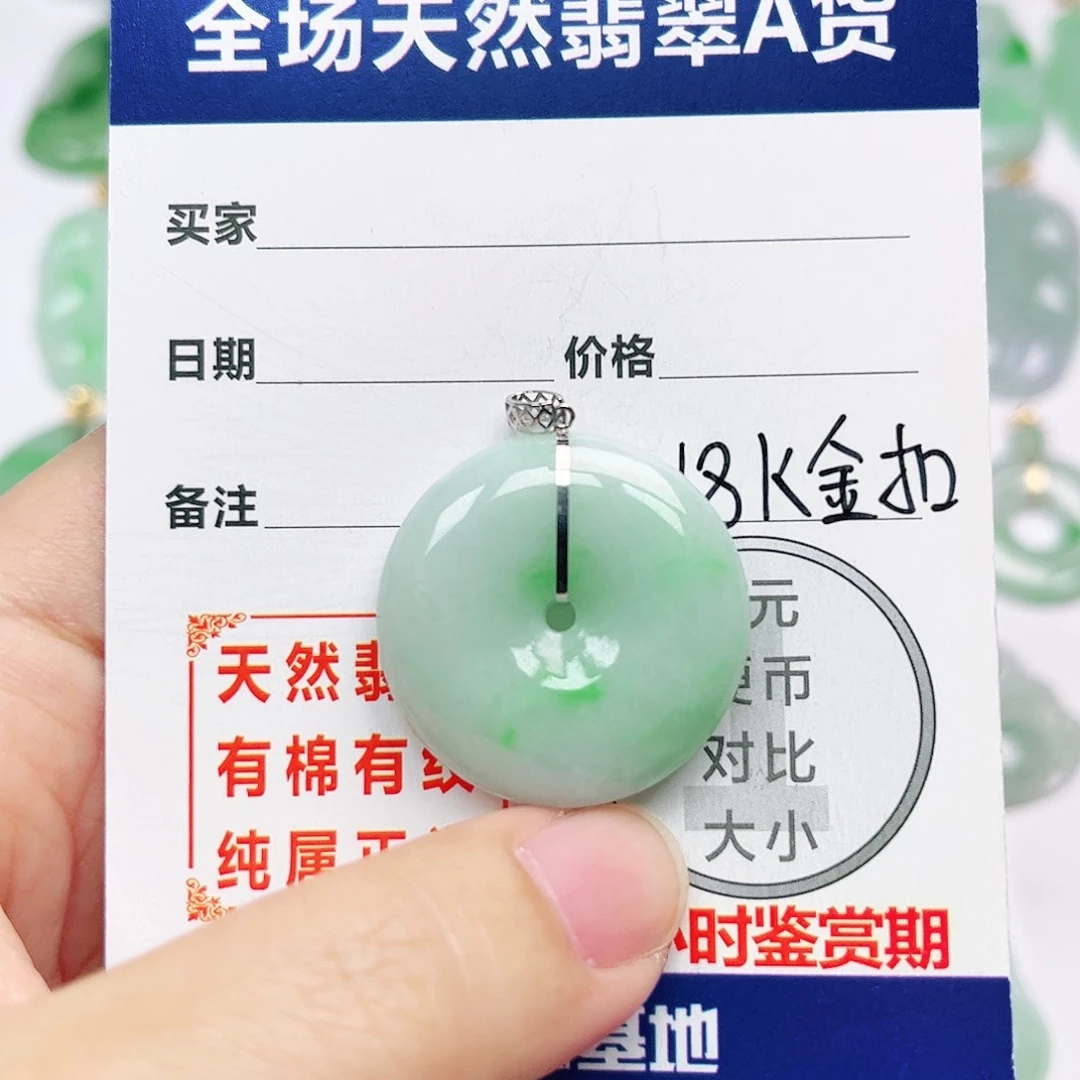 全场天然翡翠A货
买家
日期 价格
备注 18K金扣
元
硬币
对比
大小
天然翡
有棉有纹
纯属正
小时鉴赏期
基地